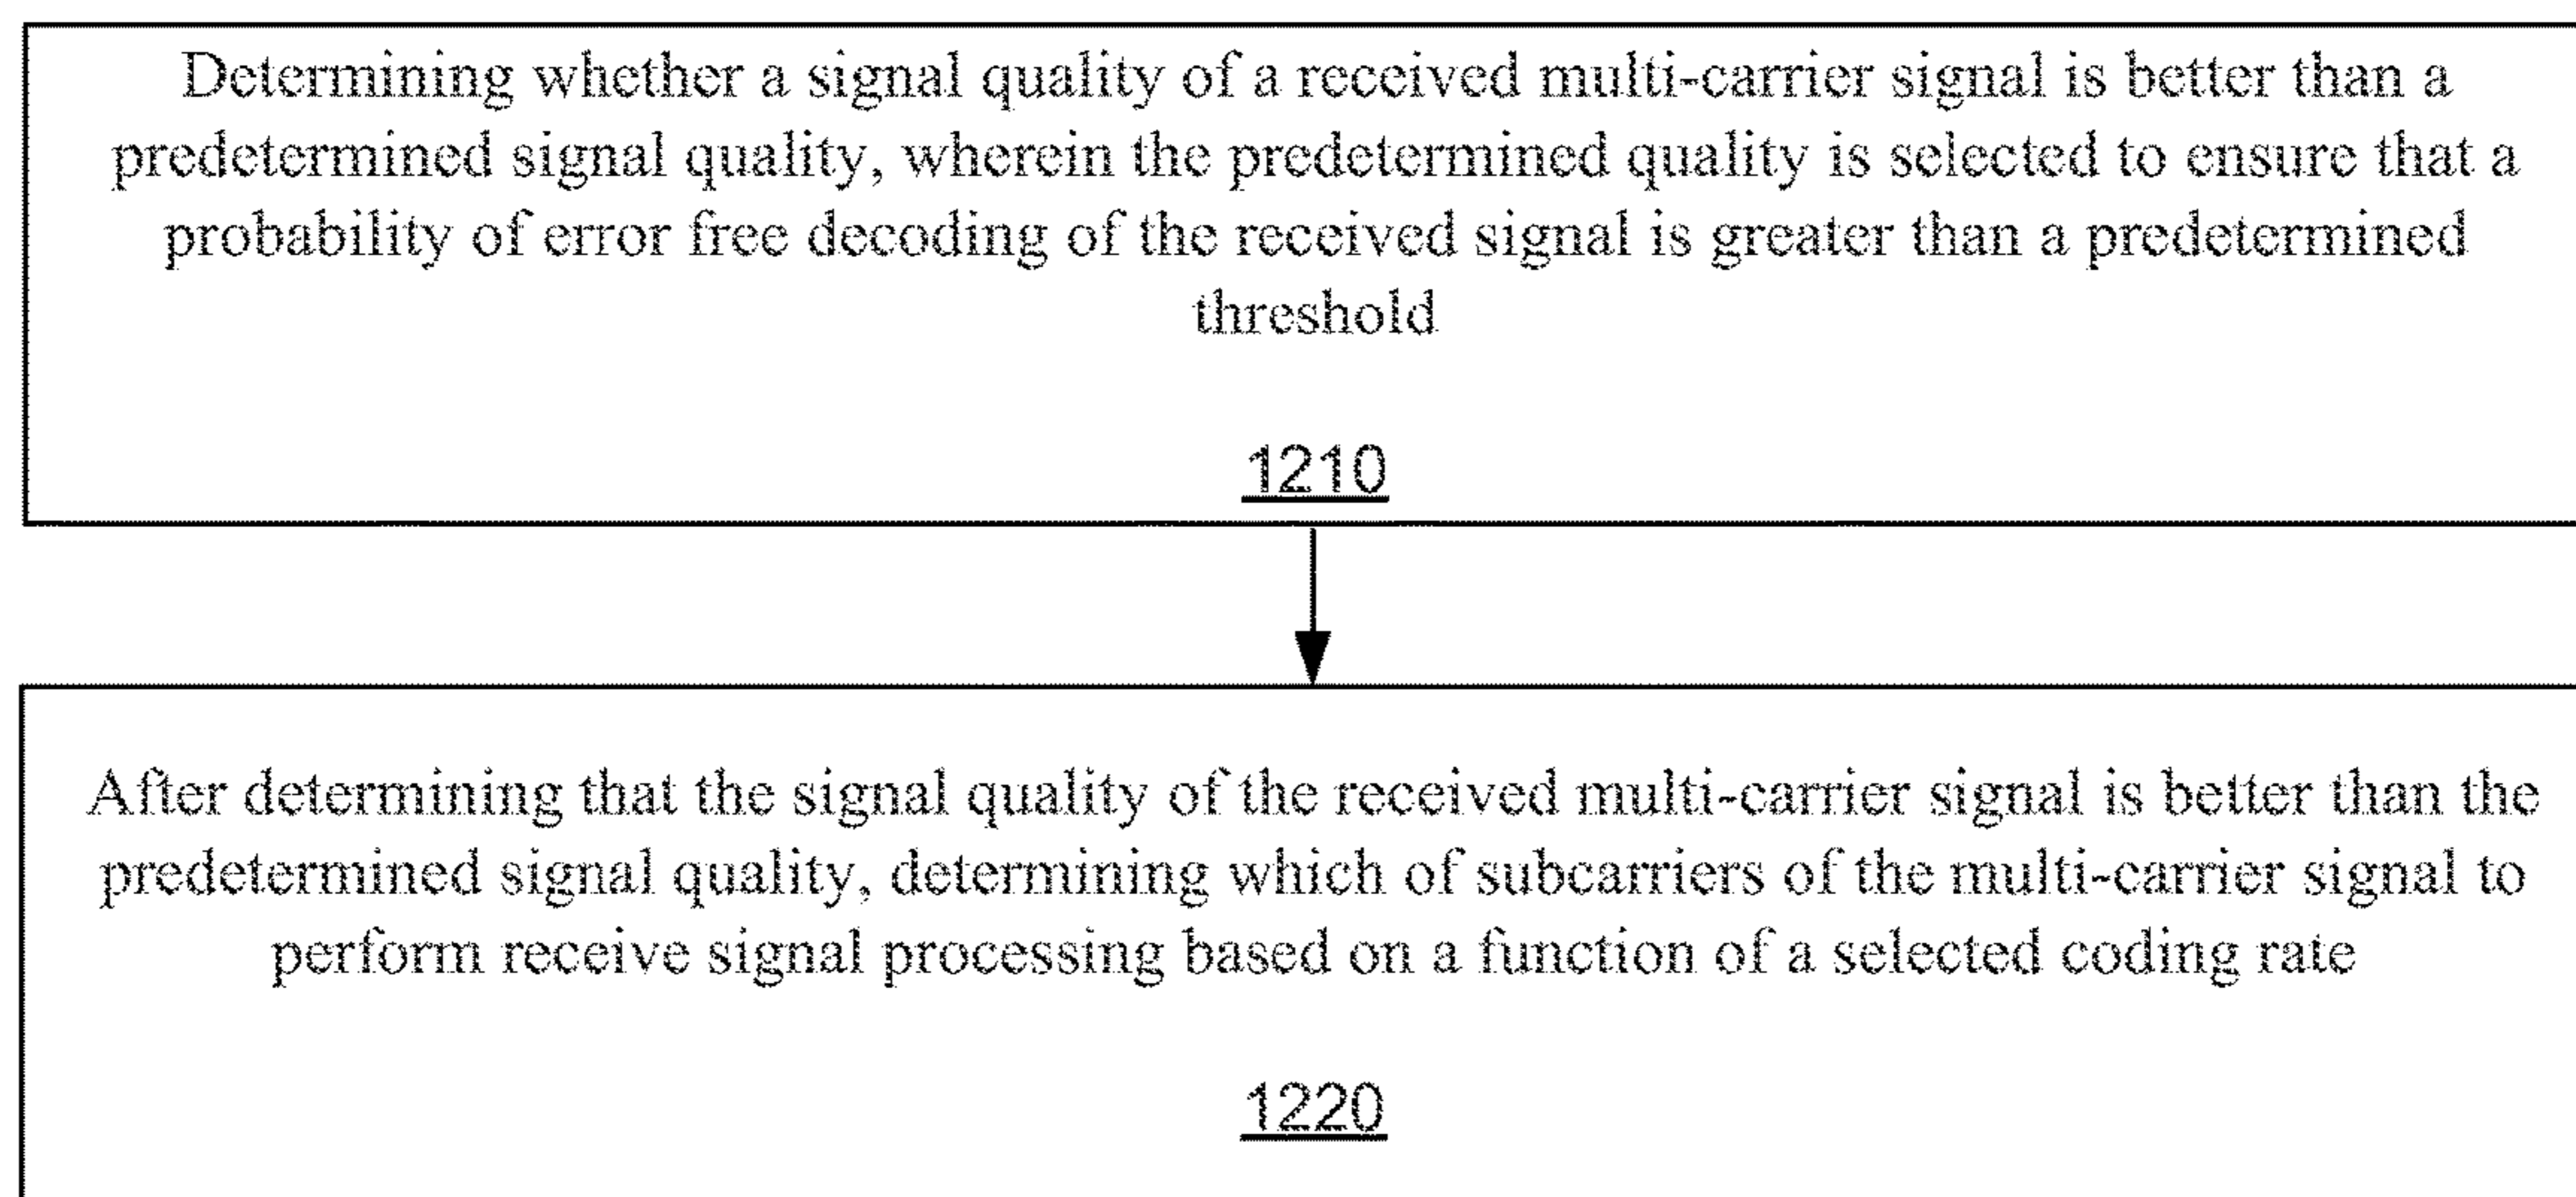 Determining whether a signal quality of a received multi-carrier signal is better than a
predetermined signal quality, wherein the predetermined quality is selected to ensure that a
probability of error free decoding of the received signal is greater than a predetermined
threshold
1210
After determining that the signal quality of the received multi-carrier signal is better than the
predetermined signal quality, determining which of subcarriers of the multi-carrier signal to
perform receive signal processing based on a function of a selected coding rate
1220